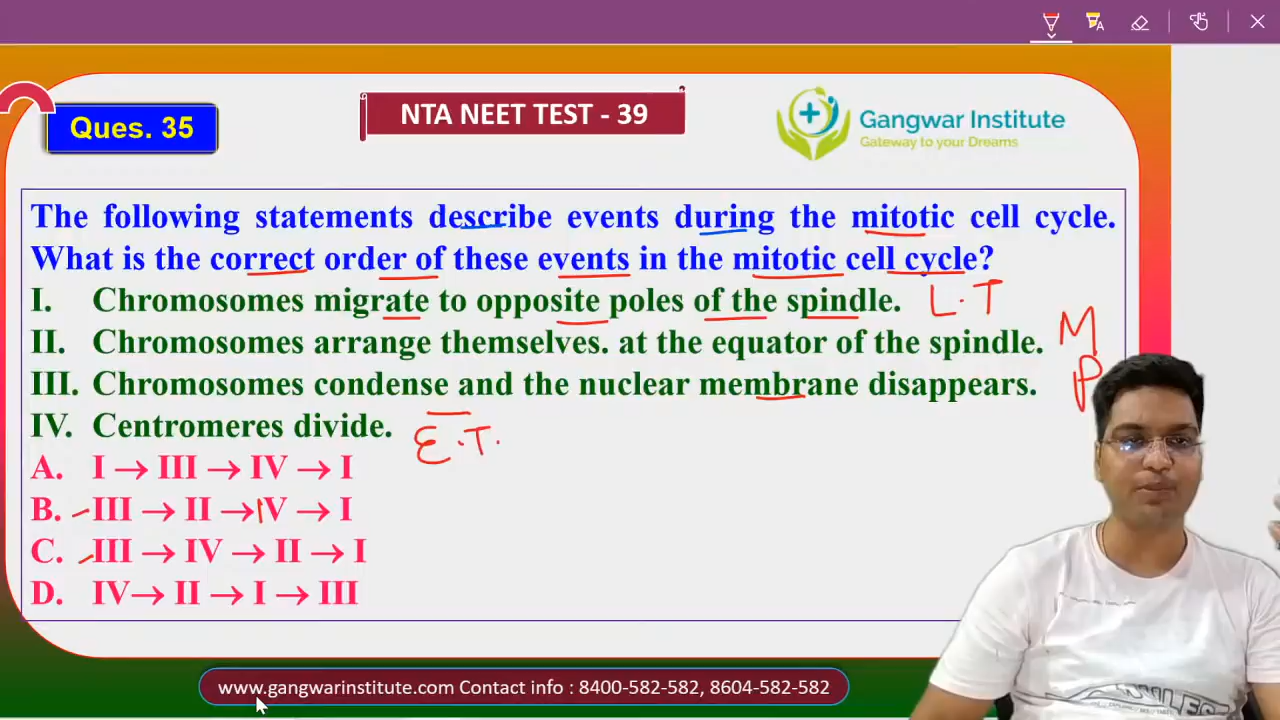 Ques. 35
NTA NEET TEST - 39
Gangwar Institute
Gateway to your Dreams
The following statements describe events during the mitotic cell cycle.
What is the correct order of these events in the mitotic cell cycle?
I. Chromosomes migrate to opposite poles of the spindle. L.T
II. Chromosomes arrange themselves. at the equator of the spindle. M
III. Chromosomes condense and the nuclear membrane disappears. P
IV. Centromeres divide. E.T.
A. I → III → IV → I
B. III → II → IV → I
C. III → IV → II → I
D. IV → II → I → III
www.gangwarinstitute.com Contact info : 8400-582-582, 8604-582-582